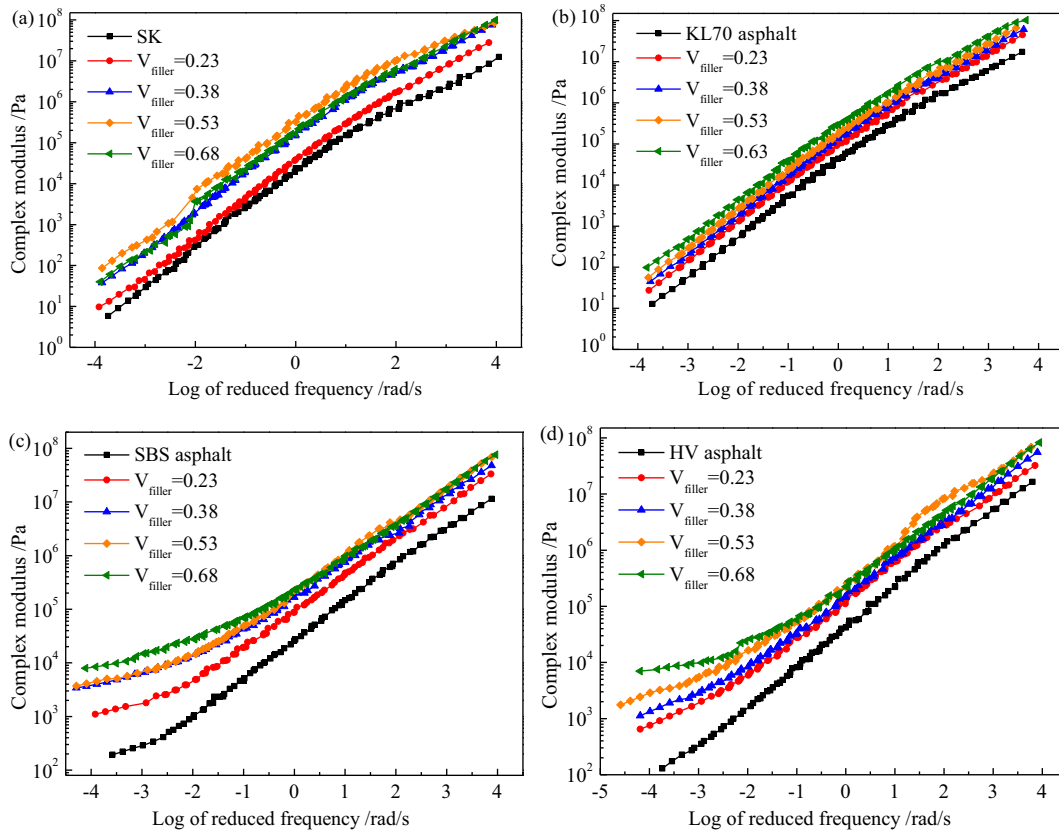 (a)
SK
V_filler=0.23
V_filler=0.38
V_filler=0.53
V_filler=0.68
10^8
10^7
10^6
10^5
10^4
10^3
10^2
10^1
10^0
Complex modulus /Pa
-4 -2 0 2 4
Log of reduced frequency /rad/s
(b)
KL70 asphalt
V_filler=0.23
V_filler=0.38
V_filler=0.53
V_filler=0.63
10^8
10^7
10^6
10^5
10^4
10^3
10^2
10^1
10^0
Complex modulus /Pa
-4 -3 -2 -1 0 1 2 3 4
Log of reduced frequency /rad/s
(c)
SBS asphalt
V_filler=0.23
V_filler=0.38
V_filler=0.53
V_filler=0.68
10^8
10^7
10^6
10^5
10^4
10^3
10^2
Complex modulus /Pa
-4 -3 -2 -1 0 1 2 3 4
Log of reduced frequency /rad/s
(d)
HV asphalt
V_filler=0.23
V_filler=0.38
V_filler=0.53
V_filler=0.68
10^8
10^7
10^6
10^5
10^4
10^3
10^2
Complex modulus /Pa
-5 -4 -3 -2 -1 0 1 2 3 4 5
Log of reduced frequency /rad/s